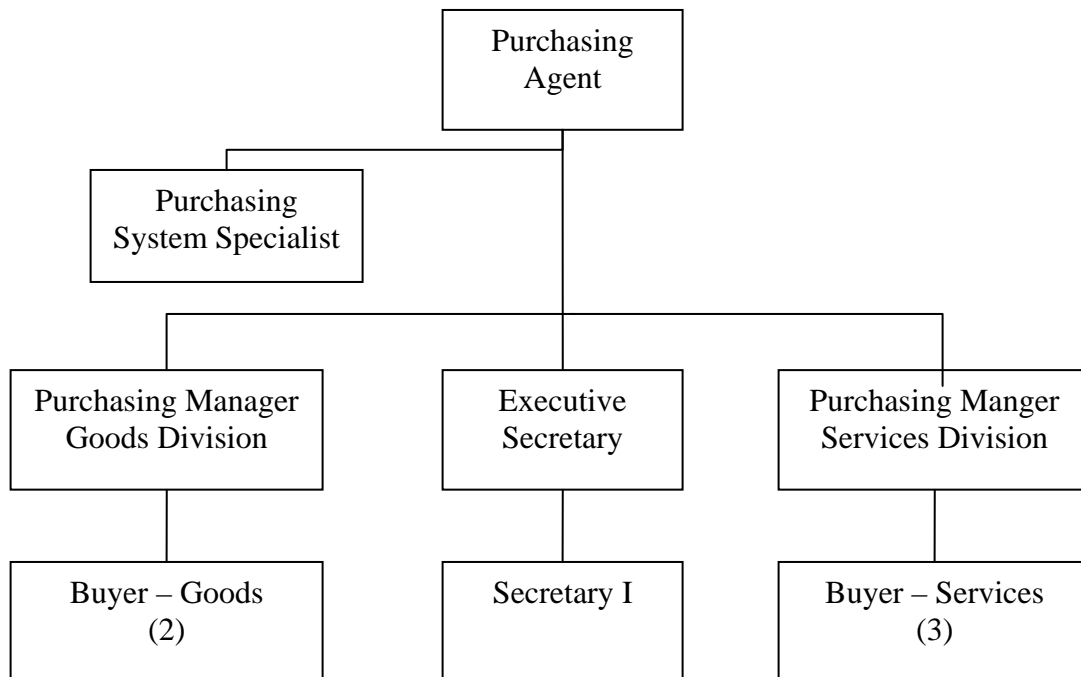 Purchasing
Agent
Purchasing
System Specialist
Purchasing Manager
Goods Division
Executive
Secretary
Purchasing Manger
Services Division
Buyer – Goods
(2)
Secretary I
Buyer – Services
(3)